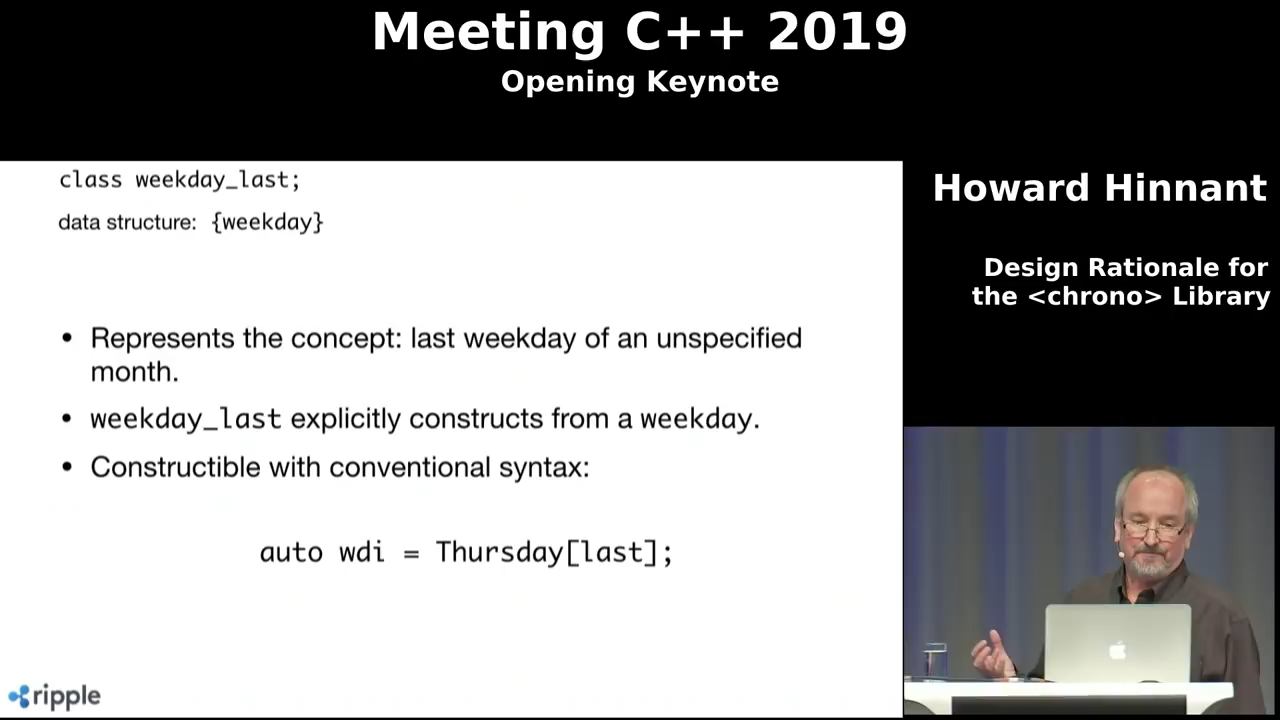 Meeting C++ 2019
Opening Keynote
class weekday_last;
data structure: {weekday}
• Represents the concept: last weekday of an unspecified
month.
• weekday_last explicitly constructs from a weekday.
• Constructible with conventional syntax:
auto wdi = Thursday[last];
ripple
Howard Hinnant
Design Rationale for
the <chrono> Library